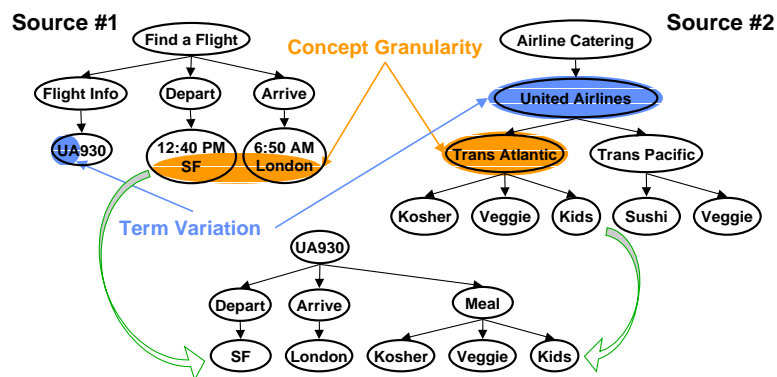 Source #1
Source #2
Find a Flight
Concept Granularity
Airline Catering
Flight Info
Depart
Arrive
United Airlines
UA930
12:40 PM
SF
6:50 AM
London
Trans Atlantic
Trans Pacific
Term Variation
Kosher
Veggie
Kids
Sushi
Veggie
UA930
Depart
Arrive
Meal
SF
London
Kosher
Veggie
Kids